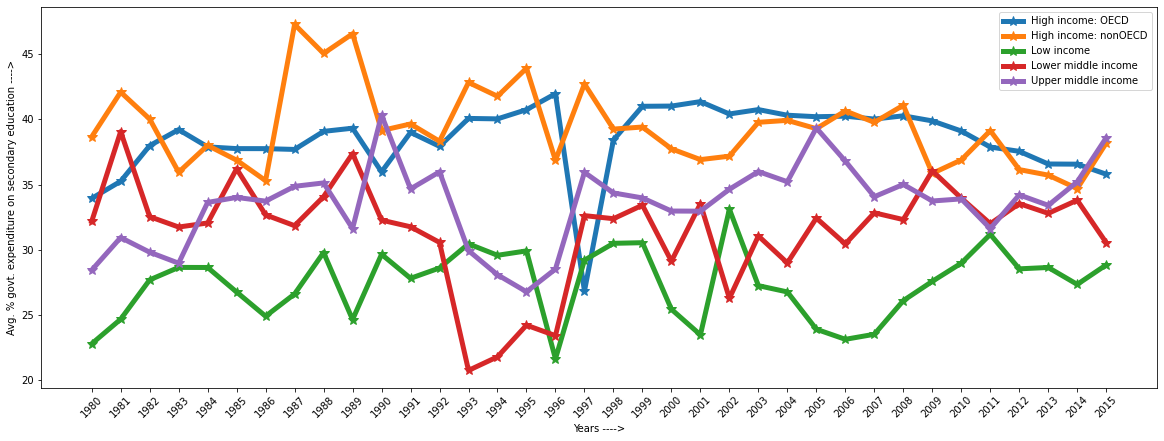 High income: OECD
High income: nonOECD
Low income
Lower middle income
Upper middle income
Avg. % govt. expenditure on secondary education ---->
45
40
35
30
25
20
1980 1981 1982 1983 1984 1985 1986 1987 1988 1989 1990 1991 1992 1993 1994 1995 1996 1997 1998 1999 2000 2001 2002 2003 2004 2005 2006 2007 2008 2009 2010 2011 2012 2013 2014 2015
Years ---->